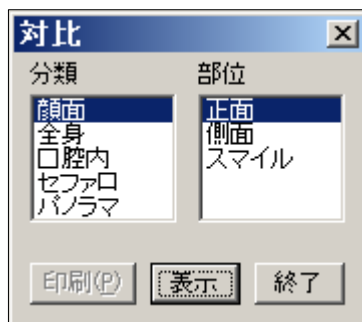 対比
分類
部位
顔面
全身
口腔内
セファロ
パノラマ
正面
側面
スマイル
印刷(P)
表示
終了